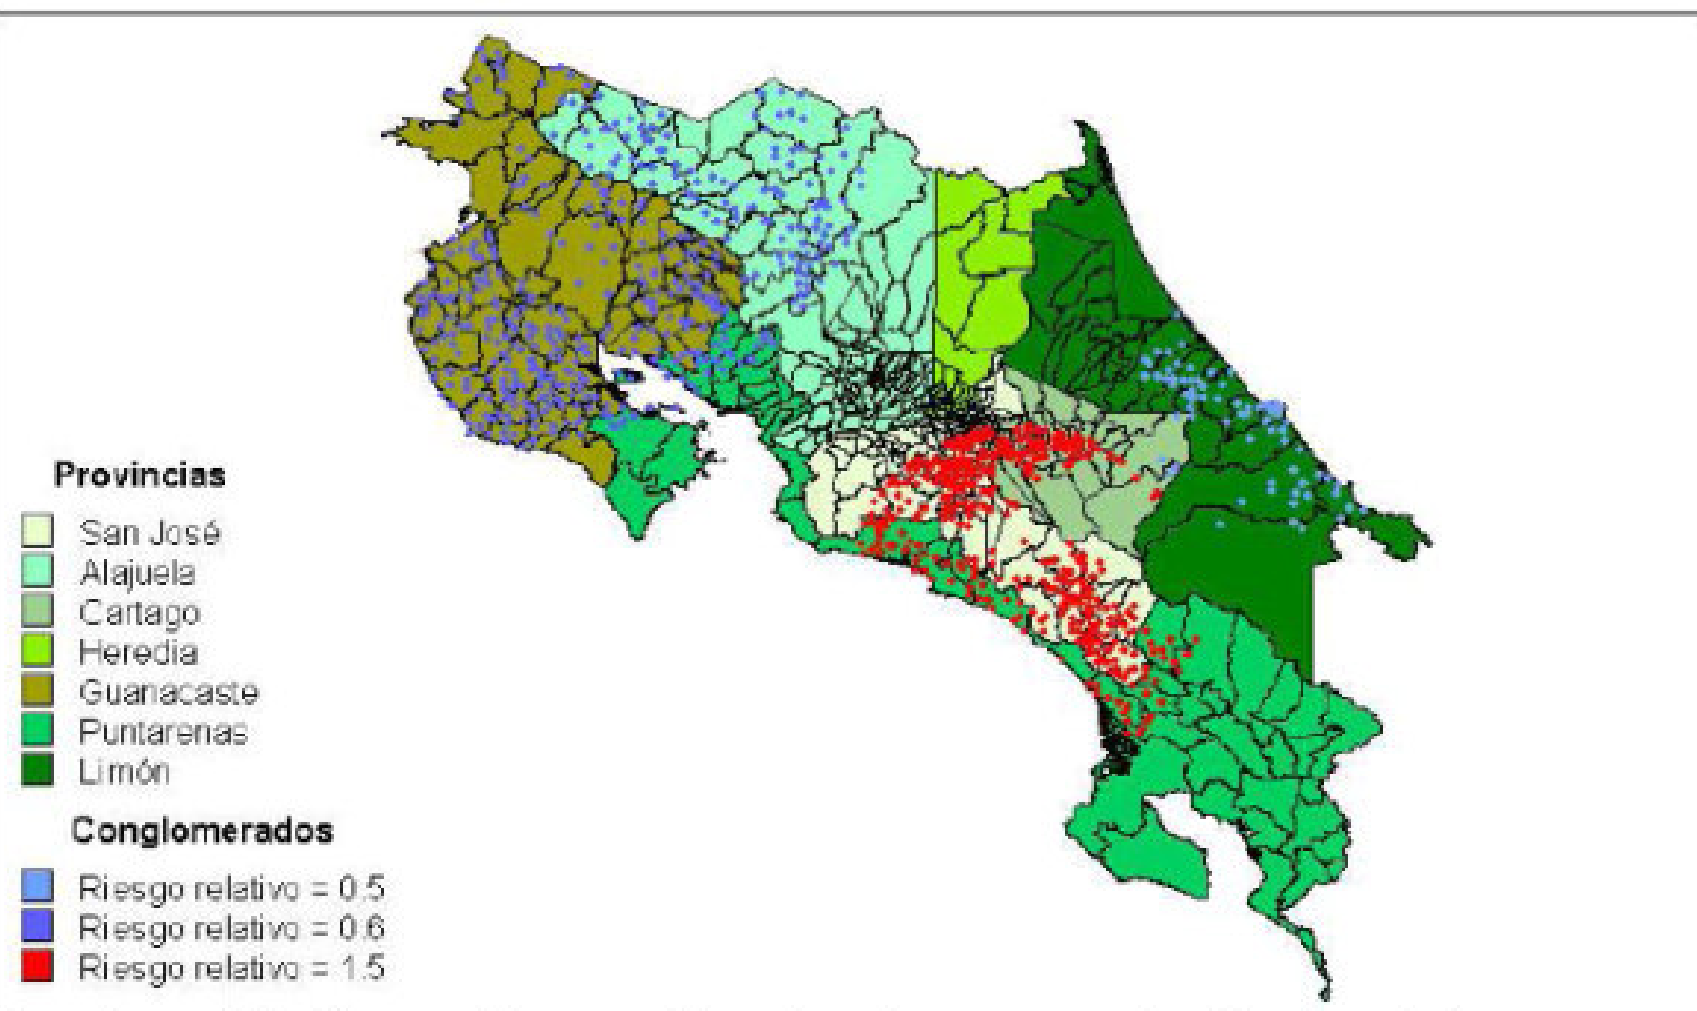 Provincias
San José
Alajuela
Cartago
Heredia
Guanacaste
Puntarenas
Limón
Conglomerados
Riesgo relativo = 0.5
Riesgo relativo = 0.6
Riesgo relativo = 1.5